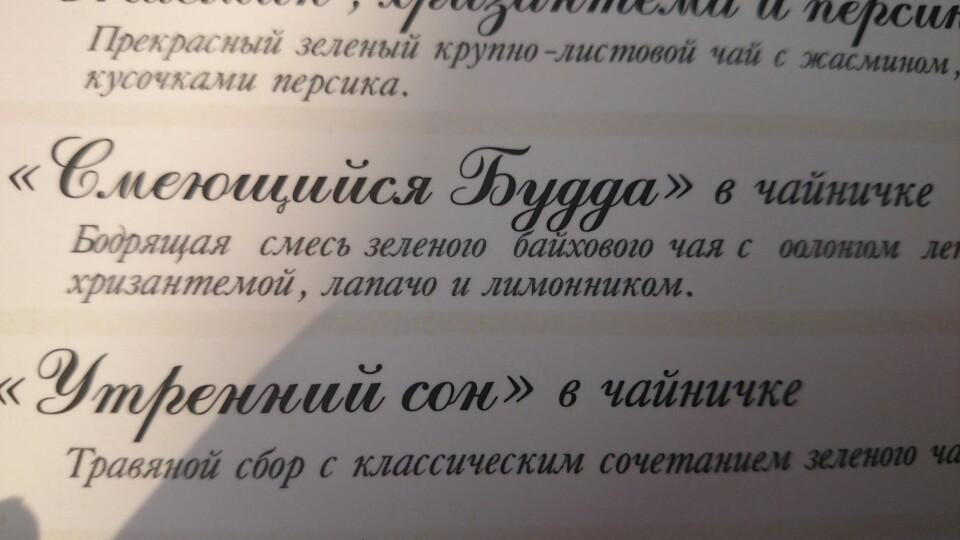 хризантема и
Прекрасный зеленый крупно-листовой чай с жасмином,
кусочками персика.
«Смеющийся Будда» в чайничке
Бодрящая смесь зеленого байхового чая с оолонгом
хризантемой, лапачо и лимонником.
«Утренний сон» в чайничке
Травяной сбор с классическим сочетанием зеленого